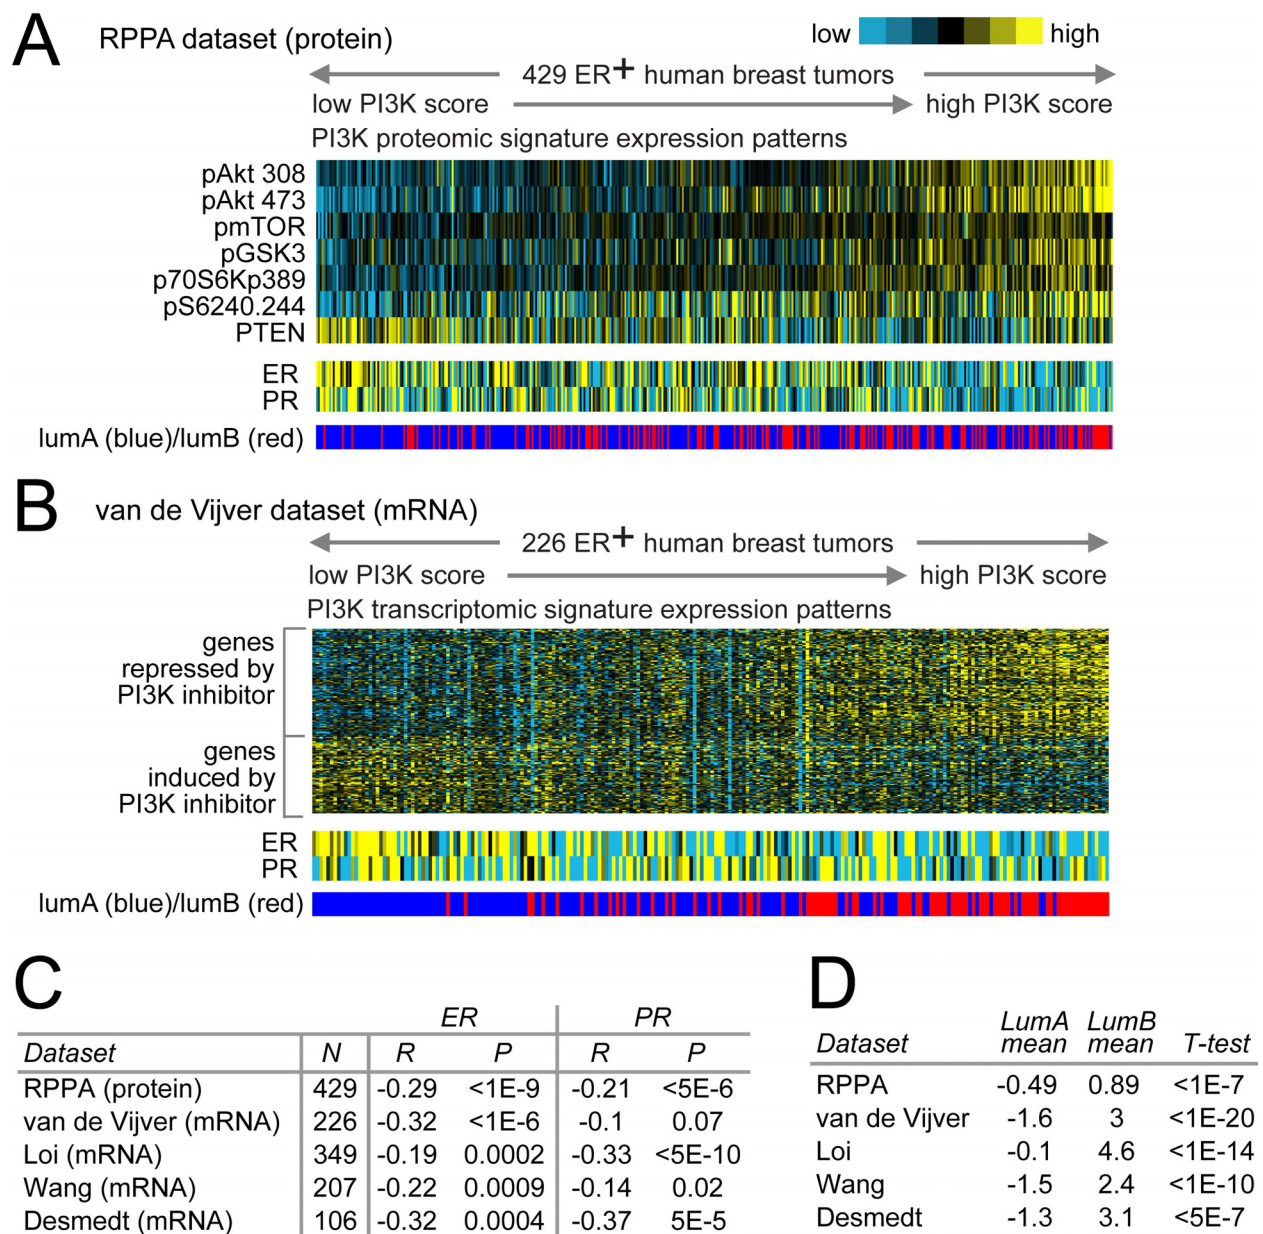 A
RPPA dataset (protein)
low high
429 ER+ human breast tumors
low PI3K score high PI3K score
PI3K proteomic signature expression patterns
pAkt 308
pAkt 473
pmTOR
pGSK3
p70S6Kp389
pS6240.244
PTEN
ER
PR
lumA (blue)/lumB (red)
B
van de Vijver dataset (mRNA)
226 ER+ human breast tumors
low PI3K score high PI3K score
PI3K transcriptomic signature expression patterns
genes
repressed by
PI3K inhibitor
genes
induced by
PI3K inhibitor
ER
PR
lumA (blue)/lumB (red)
C
ER PR
Dataset N R P R P
RPPA (protein) 429 -0.29 <1E-9 -0.21 <5E-6
van de Vijver (mRNA) 226 -0.32 <1E-6 -0.1 0.07
Loi (mRNA) 349 -0.19 0.0002 -0.33 <5E-10
Wang (mRNA) 207 -0.22 0.0009 -0.14 0.02
Desmedt (mRNA) 106 -0.32 0.0004 -0.37 5E-5
D
LumA LumB
Dataset mean mean T-test
RPPA -0.49 0.89 <1E-7
van de Vijver -1.6 3 <1E-20
Loi -0.1 4.6 <1E-14
Wang -1.5 2.4 <1E-10
Desmedt -1.3 3.1 <5E-7